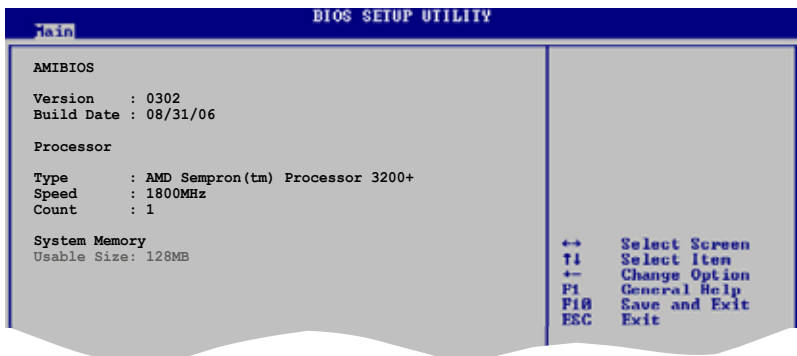 BIOS SETUP UTILITY
Main
AMIBIOS
Version : 0302
Build Date : 08/31/06
Processor
Type : AMD Sempron(tm) Processor 3200+
Speed : 1800MHz
Count : 1
System Memory
Usable Size: 128MB
←→ Select Screen
↑↓ Select Item
+- Change Option
F1 General Help
F10 Save and Exit
ESC Exit